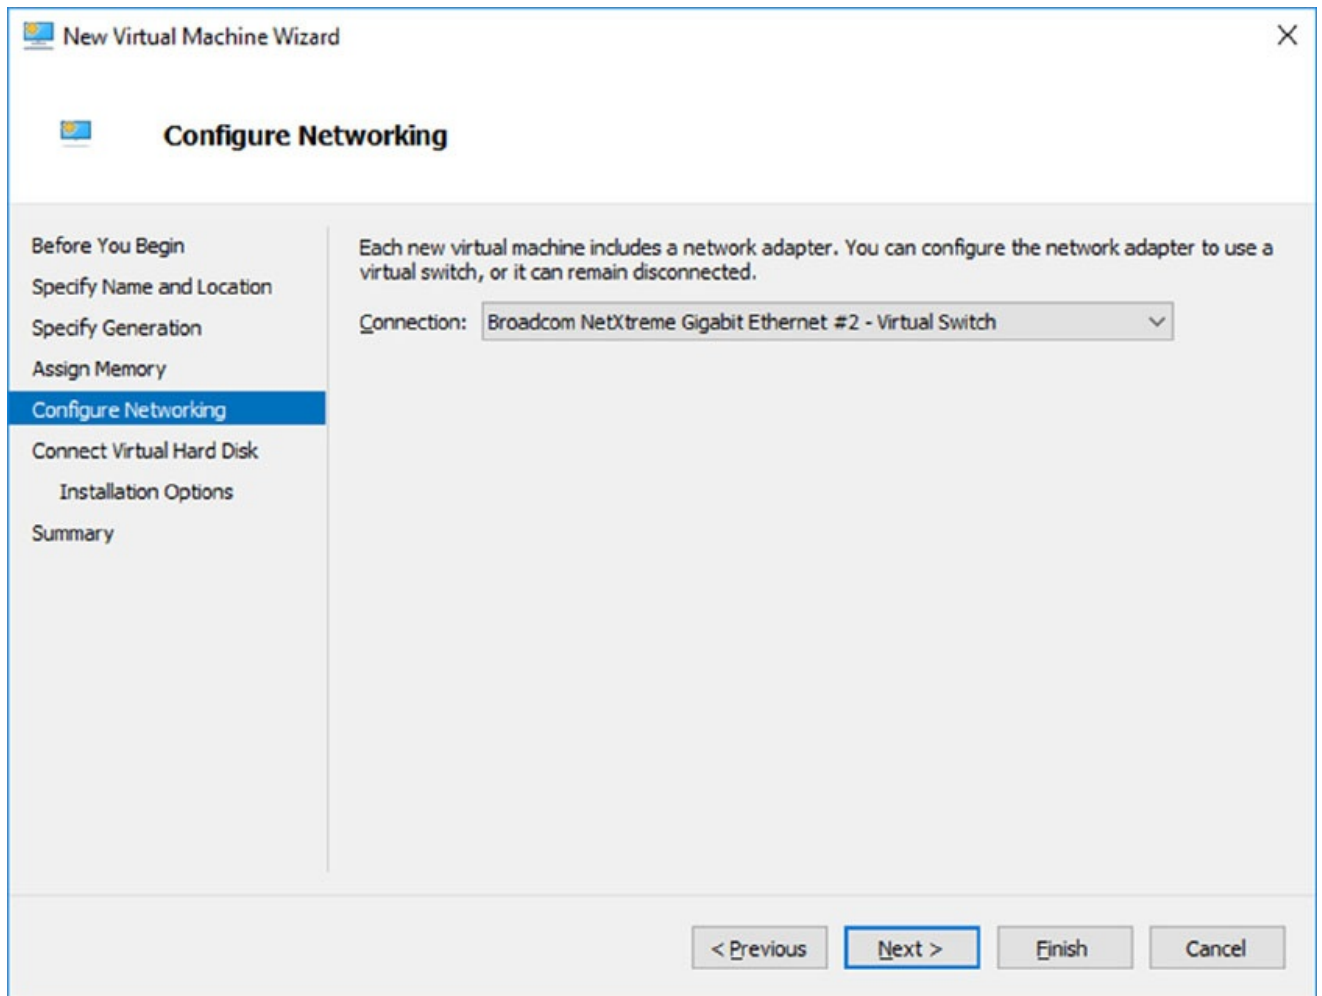 New Virtual Machine Wizard
Configure Networking
Before You Begin
Specify Name and Location
Specify Generation
Assign Memory
Configure Networking
Connect Virtual Hard Disk
Installation Options
Summary
Each new virtual machine includes a network adapter. You can configure the network adapter to use a
virtual switch, or it can remain disconnected.
Connection: Broadcom NetXtreme Gigabit Ethernet #2 - Virtual Switch
< Previous Next > Finish Cancel